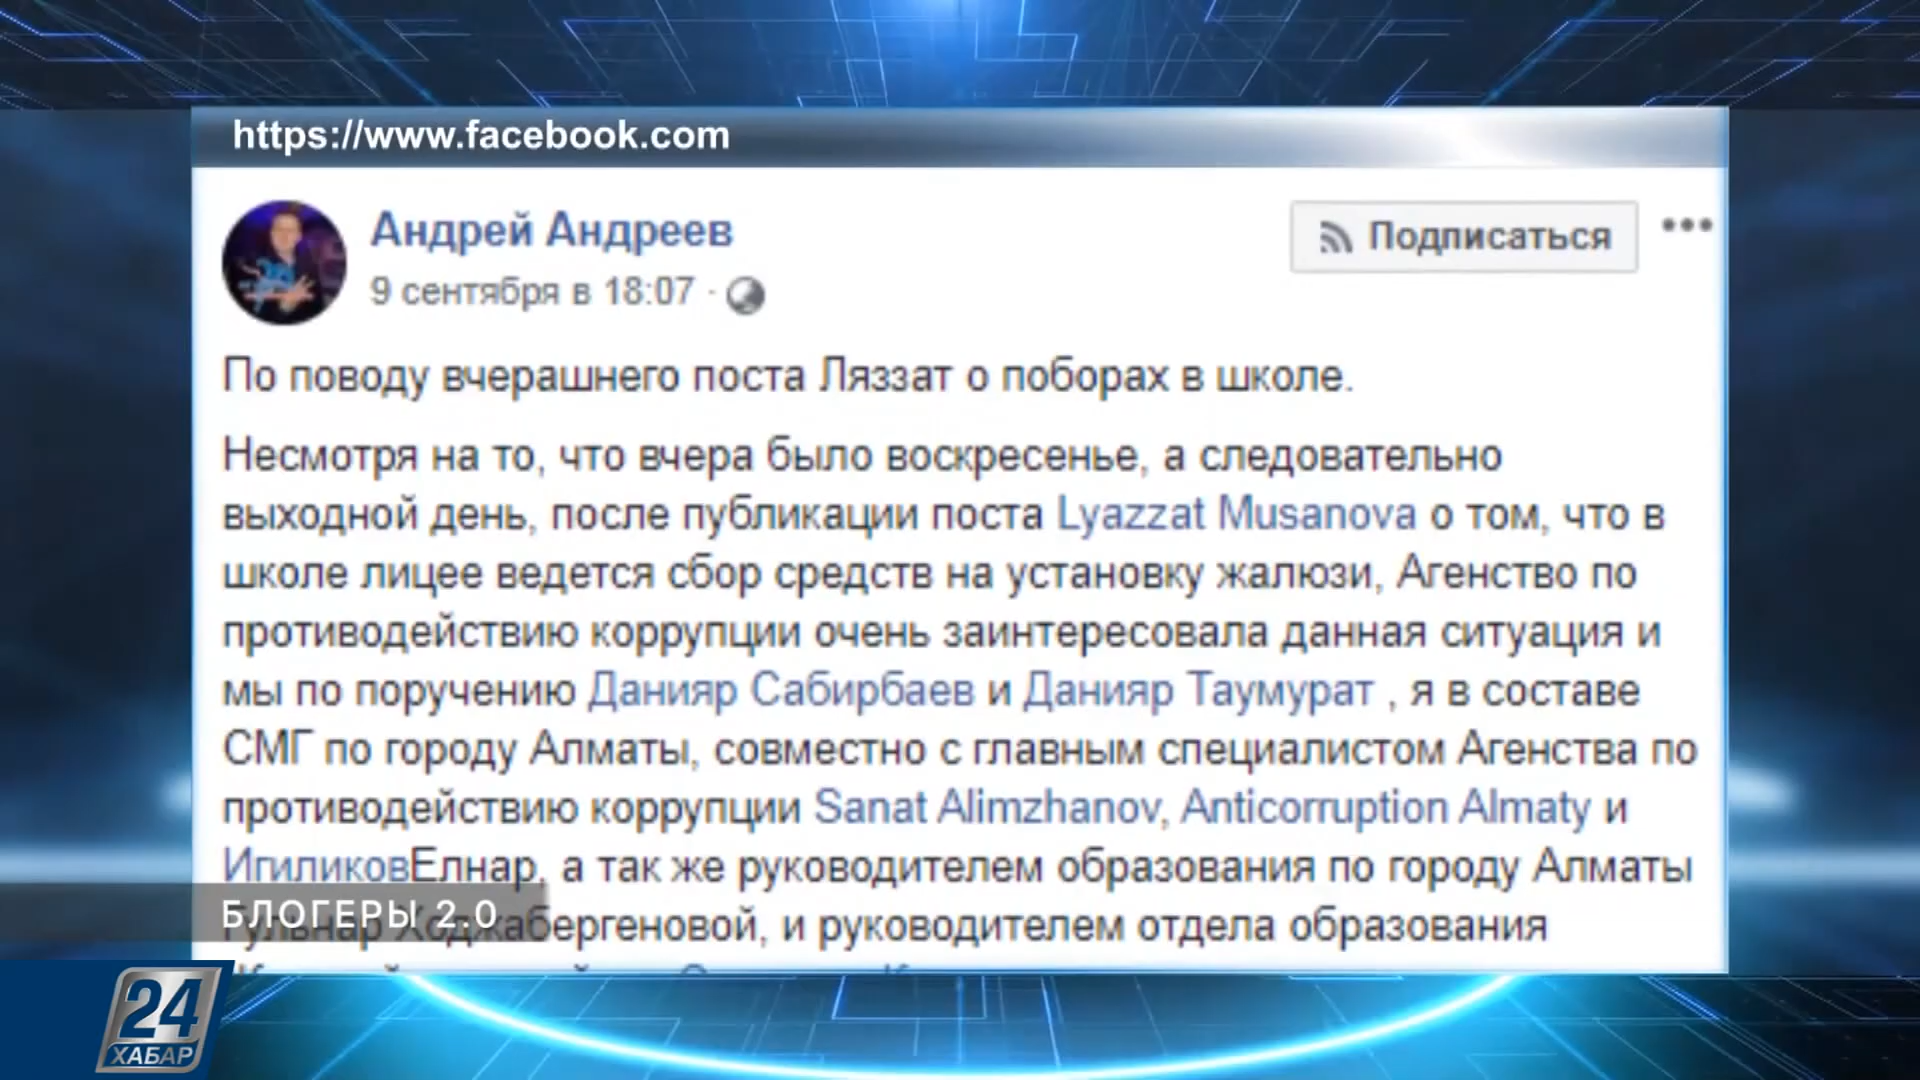 https://www.facebook.com
Андрей Андреев
Подписаться
9 сентября в 18:07
По поводу вчерашнего поста Ляззат о поборах в школе.
Несмотря на то, что вчера было воскресенье, а следовательно
выходной день, после публикации поста Lyazzat Musanova о том, что в
школе лицее ведется сбор средств на установку жалюзи, Агенство по
противодействию коррупции очень заинтересовала данная ситуация и
мы по поручению Данияр Сабирбаев и Данияр Таумурат , я в составе
СМГ по городу Алматы, совместно с главным специалистом Агенства по
противодействию коррупции Sanat Alimzhanov, Anticorruption Almaty и
ИгиликовЕлнар, а так же руководителем образования по городу Алматы
Гульнар Ходжабергеновой, и руководителем отдела образования
БЛОГЕРЫ 2.0
24
ХАБАР